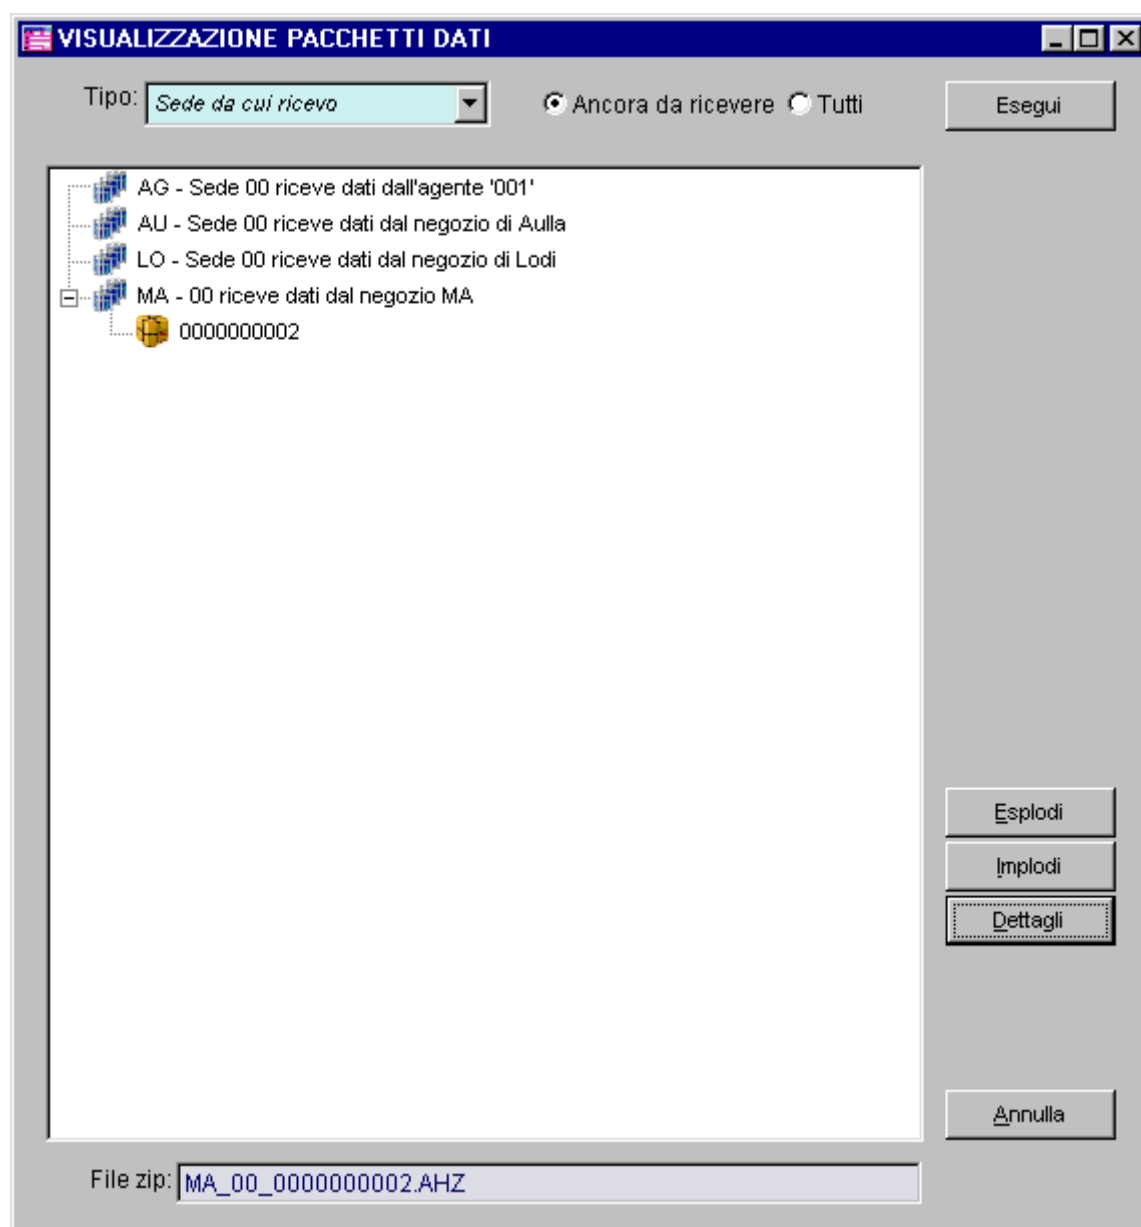 VISUALIZZAZIONE PACCHETTI DATI
Tipo: Sede da cui ricevo Ancora da ricevere Tutti Esegui
AG - Sede 00 riceve dati dall'agente '001'
AU - Sede 00 riceve dati dal negozio di Aulla
LO - Sede 00 riceve dati dal negozio di Lodi
MA - 00 riceve dati dal negozio MA
0000000002
Esplodi
Implodi
Dettagli
Annulla
File zip: MA_00_0000000002.AHZ